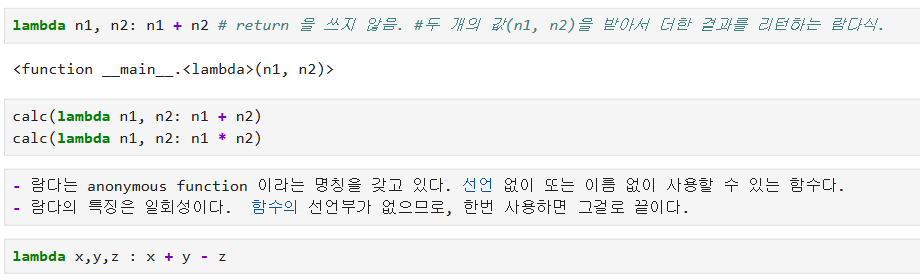 lambda n1, n2: n1 + n2 # return 을 쓰지 않음. #두 개의 값(n1, n2)을 받아서 더한 결과를 리턴하는 람다식.
<function __main__.<lambda>(n1, n2)>
calc(lambda n1, n2: n1 + n2)
calc(lambda n1, n2: n1 * n2)
- 람다는 anonymous function 이라는 명칭을 갖고 있다. 선언 없이 또는 이름 없이 사용할 수 있는 함수다.
- 람다의 특징은 일회성이다.  함수의 선언부가 없으므로, 한번 사용하면 그걸로 끝이다.
lambda x,y,z : x + y - z